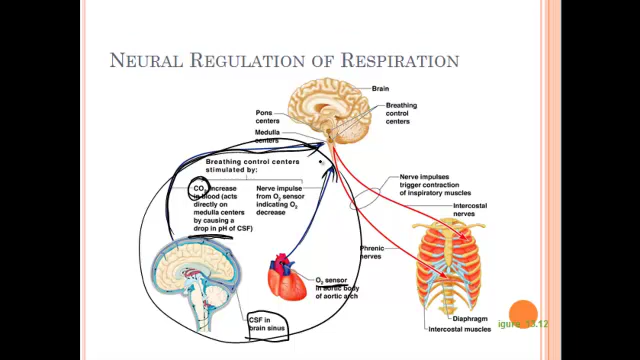 NEURAL REGULATION OF RESPIRATION
Brain
Breathing
control
centers
Pons
centers
Medulla
centers
Breathing control centers
stimulated by:
CO2 increase
in blood (acts
directly on
medulla centers
by causing a
drop in pH of CSF)
Nerve impulse
from O2 sensor
indicating O2
decrease
Nerve impulses
trigger contraction
of inspiratory muscles
Intercostal
nerves
Phrenic
nerves
O2 sensor
in aortic body
of aortic arch
CSF in
brain sinus
Diaphragm
Intercostal muscles
igure 13.12